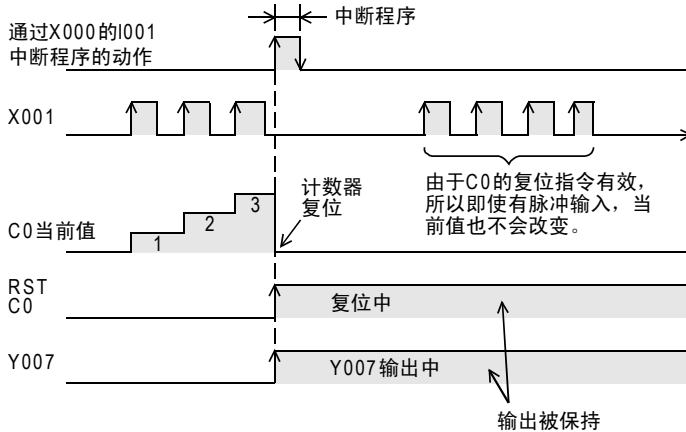 中断程序
通过X000的I001
中断程序的动作
X001
计数器
复位
由于C0的复位指令有效，
所以即使有脉冲输入，当
前值也不会改变。
C0当前值
1
2
3
RST
C0
复位中
Y007
Y007输出中
输出被保持